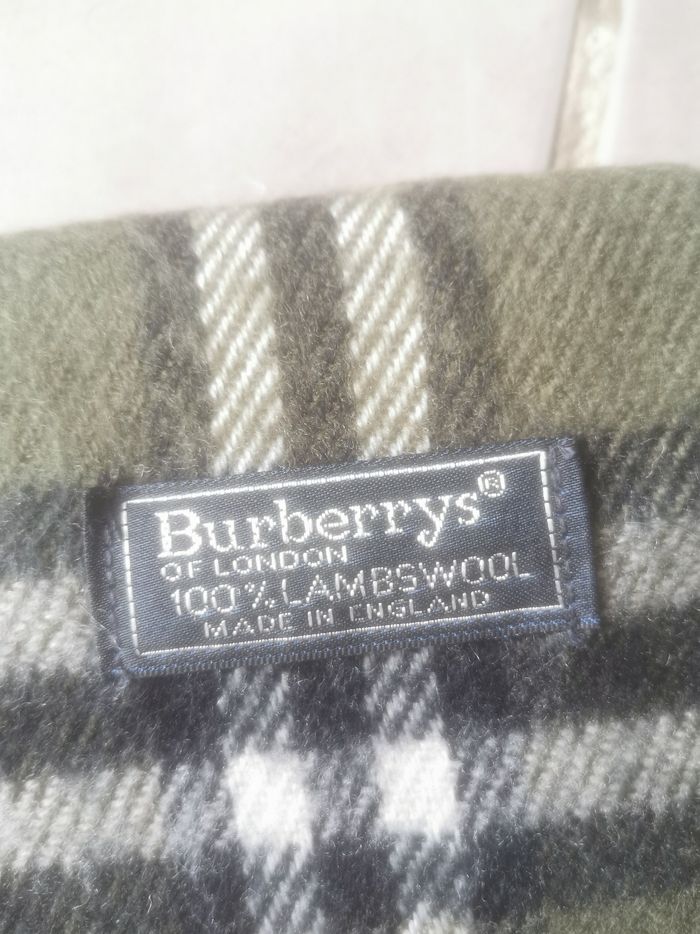 Burberrys®
OF LONDON
100% LAMBSWOOL
MADE IN ENGLAND